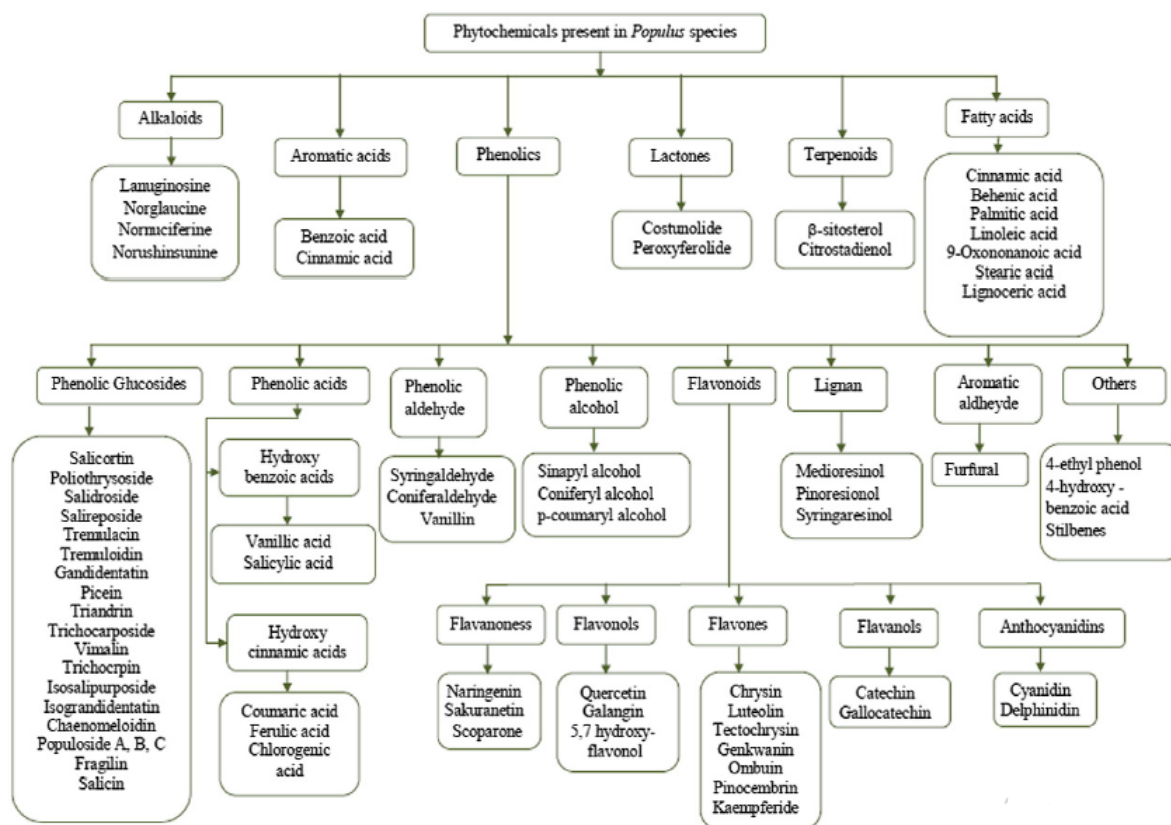 Phytochemicals present in Populus species
Alkaloids
Lanuginosine
Norglaucine
Nornuciferine
Norushinsunine
Aromatic acids
Benzoic acid
Cinnamic acid
Phenolics
Lactones
Costunolide
Peroxyferolide
Terpenoids
β-sitosterol
Citrostadienol
Fatty acids
Cinnamic acid
Behenic acid
Palmitic acid
Linoleic acid
9-Oxononanoic acid
Stearic acid
Lignoceric acid
Phenolic Glucosides
Salicortin
Poliothrysoside
Salidroside
Salireposide
Tremulacin
Tremuloidin
Gandidentatin
Picein
Triandrin
Trichocarposide
Vimalin
Trichocrpin
Isosalipurposide
Isograndidentatin
Chaenomeloidin
Populoside A, B, C
Fragilin
Salicin
Phenolic acids
Hydroxy
benzoic acids
Vanillic acid
Salicylic acid
Hydroxy
cinnamic acids
Coumaric acid
Ferulic acid
Chlorogenic
acid
Phenolic
aldehyde
Syringaldehyde
Coniferaldehyde
Vanillin
Phenolic
alcohol
Sinapyl alcohol
Coniferyl alcohol
p-coumaryl alcohol
Flavonoids
Flavanoness
Naringenin
Sakuranetin
Scoparone
Flavonols
Quercetin
Galangin
5,7 hydroxy-
flavonol
Flavones
Chrysin
Luteolin
Tectochrysin
Genkwanin
Ombuin
Pinocembrin
Kaempferide
Flavanols
Catechin
Gallocatechin
Anthocyanidins
Cyanidin
Delphinidin
Lignan
Medioresinol
Pinoresionol
Syringaresinol
Aromatic
aldheyde
Furfural
Others
4-ethyl phenol
4-hydroxy -
benzoic acid
Stilbenes